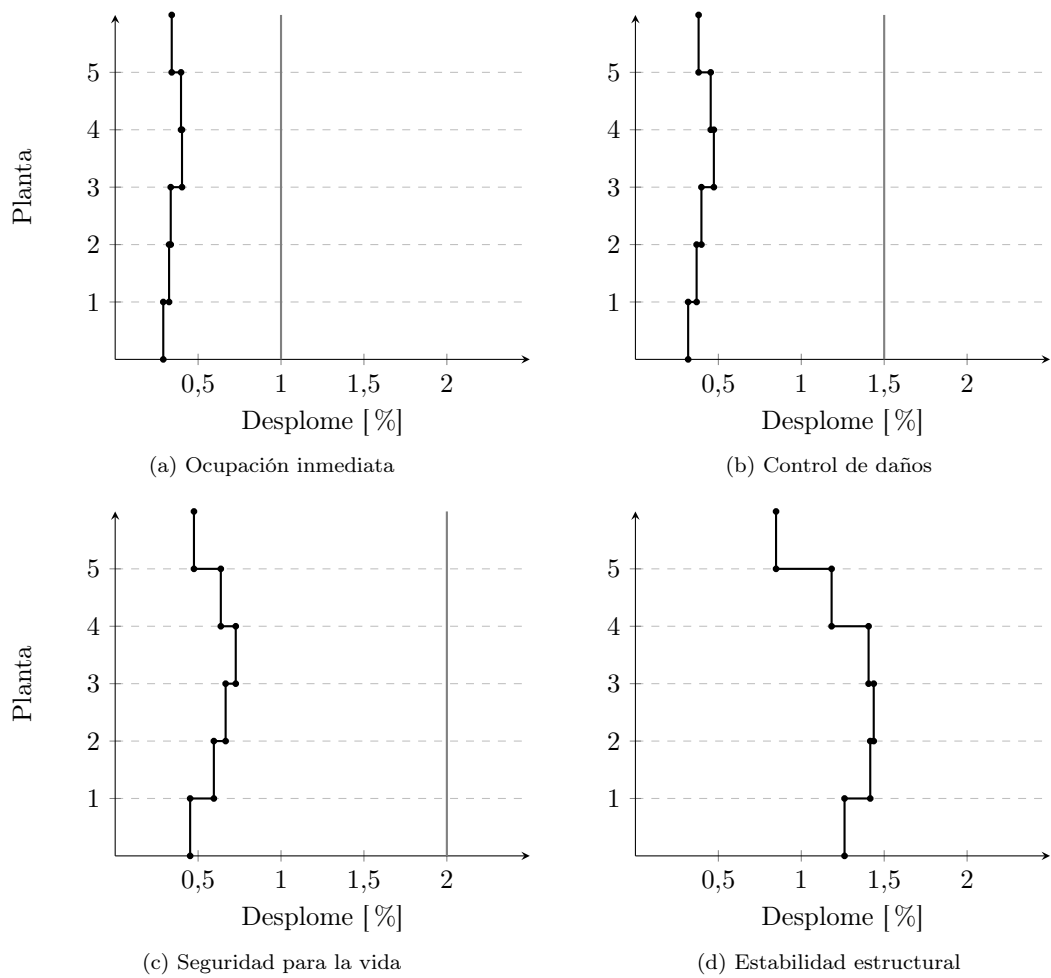 Planta
5
4
3
2
1
0,5 1 1,5 2
Desplome [ %]
(a) Ocupación inmediata
5
4
3
2
1
0,5 1 1,5 2
Desplome [ %]
(b) Control de daños
Planta
5
4
3
2
1
0,5 1 1,5 2
Desplome [ %]
(c) Seguridad para la vida
5
4
3
2
1
0,5 1 1,5 2
Desplome [ %]
(d) Estabilidad estructural